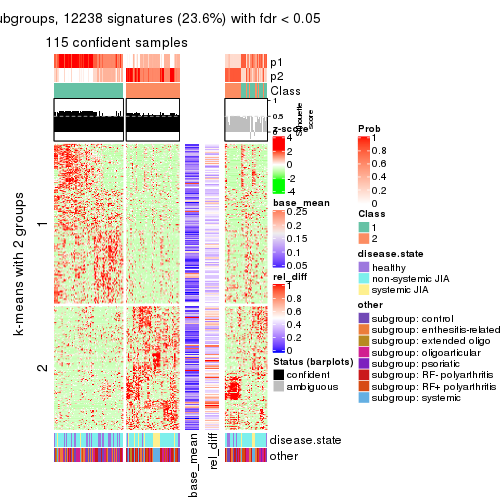 ubgroups, 12238 signatures (23.6%) with fdr < 0.05
115 confident samples
p1
p2
Class
1
0.5
0
Silhouette
score
z-score
4
2
0
-2
-4
base_mean
0.25
0.2
0.15
0.1
0.05
rel_diff
1
0.8
0.6
0.4
0.2
0
Status (barplots)
confident
ambiguous
Prob
1
0.8
0.6
0.4
0.2
0
Class
1
2
disease.state
healthy
non-systemic JIA
systemic JIA
other
subgroup: control
subgroup: enthesitis-related
subgroup: extended oligo
subgroup: oligoarticular
subgroup: psoriatic
subgroup: RF- polyarthritis
subgroup: RF+ polyarthritis
subgroup: systemic
k-means with 2 groups
1
2
disease.state
other
base_mean
rel_diff